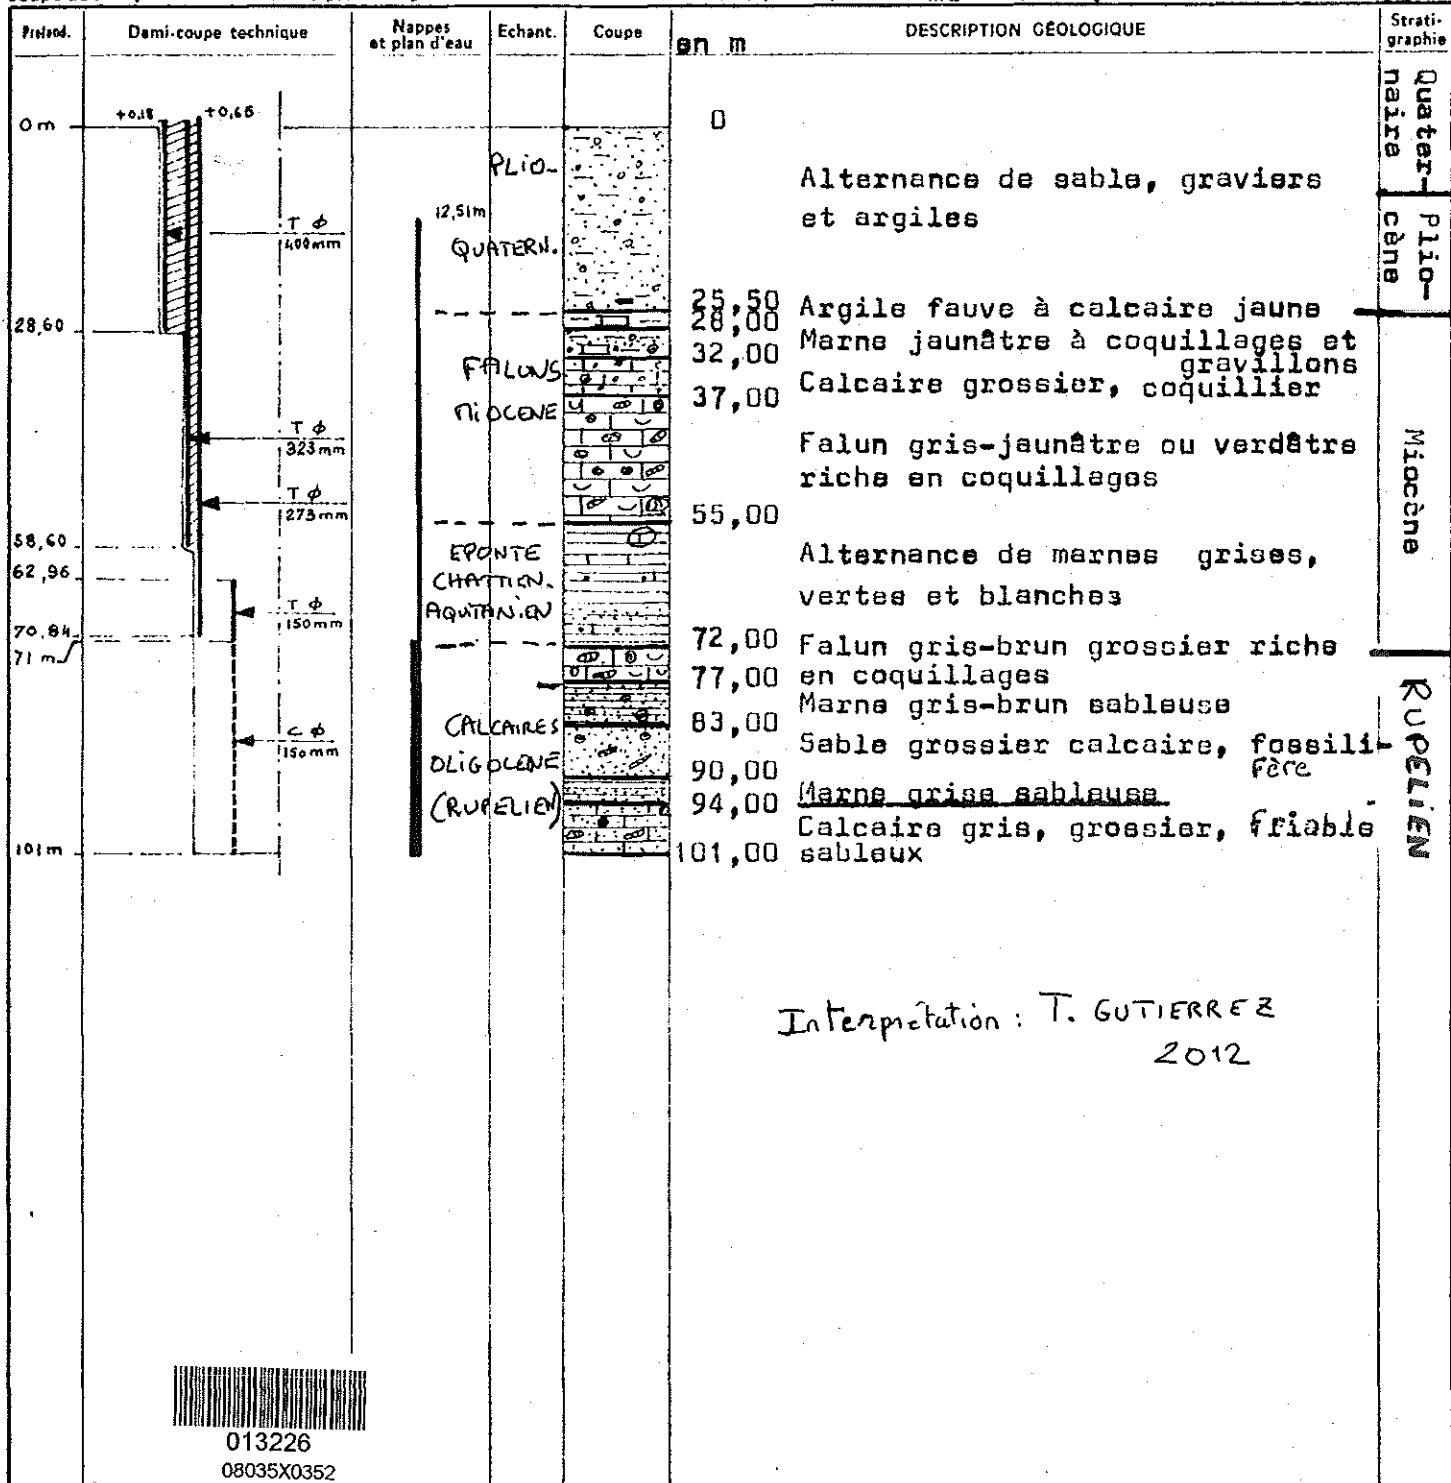 Profond.
Demi-coupe technique
Nappes
et plan d'eau
Echant.
Coupe
en m
DESCRIPTION GÉOLOGIQUE
Strati-
graphie
0 m
+0,18
+0,65
T ϕ
400mm
28,60
T ϕ
323mm
T ϕ
273mm
58,60
62,96
T ϕ
150mm
70,84
71 m
C ϕ
150mm
101m
12,51m
PLIO-
QUATERN.
FALUNS
MIOCENE
EPONTE
CHATTIEN.
AQUITANIEN
CALCAIRES
OLIGOCENE
(RUPELIEN)
0
Alternance de sable, graviers
et argiles
25,50 Argile fauve à calcaire jaune
28,00
Marne jaunâtre à coquillages et
32,00 gravillons
Calcaire grossier, coquillier
37,00
Falun gris-jaunâtre ou verdâtre
riche en coquillages
55,00
Alternance de marnes grises,
vertes et blanches
72,00 Falun gris-brun grossier riche
77,00 en coquillages
Marne gris-brun sableuse
83,00
Sable grossier calcaire, fossili-
fère
90,00
94,00 Marne grise sableuse
Calcaire gris, grossier, friable
101,00 sableux
Quater-
naire
Plio-
cène
Miocène
RUPELIEN
Interprétation : T. GUTIERREZ
2012
013226
08035X0352